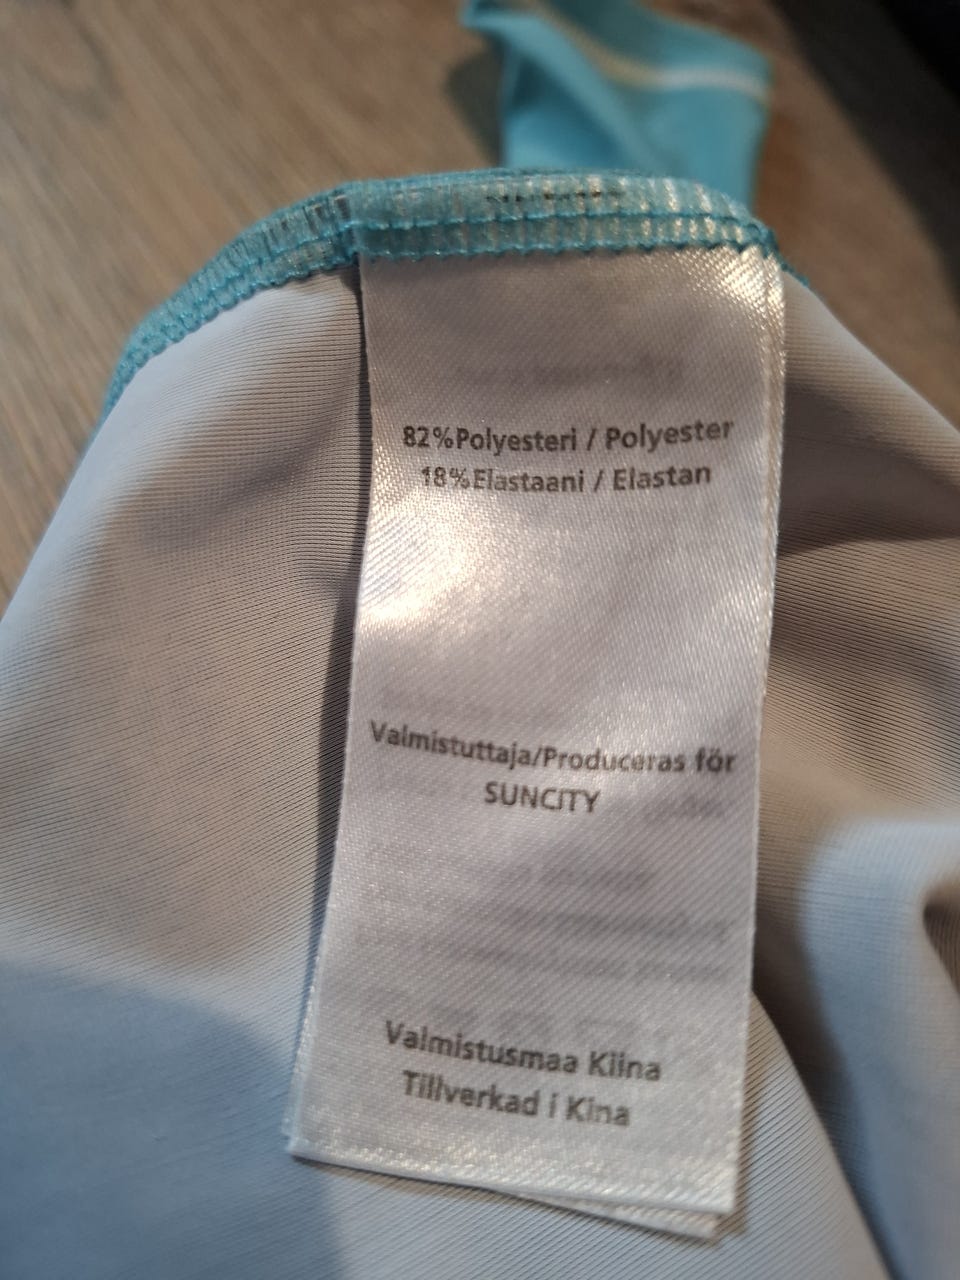 82%Polyesteri / Polyester
18%Elastaani / Elastan
Valmistuttaja/Produceras för
SUNCITY
Valmistusmaa Kiina
Tillverkad i Kina